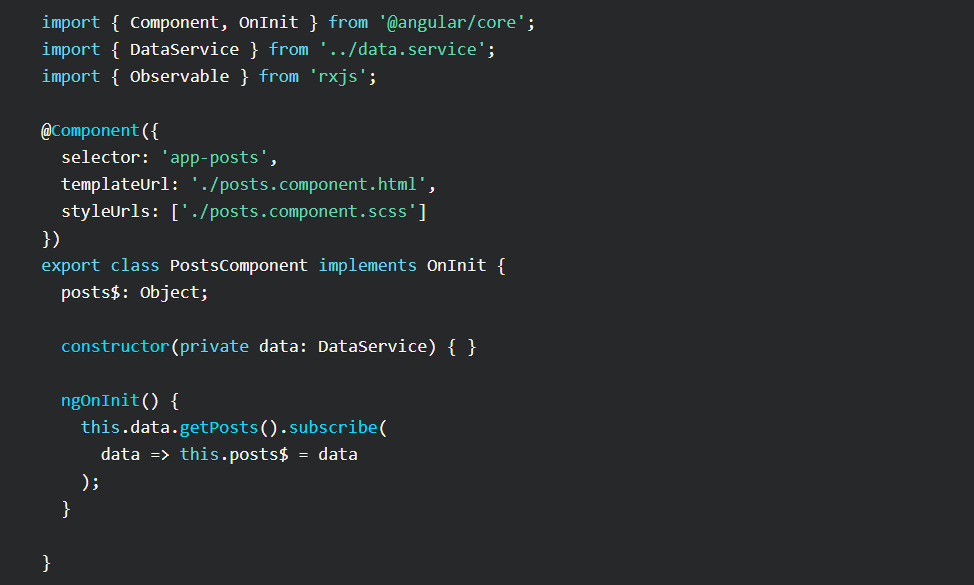 import { Component, OnInit } from '@angular/core';
import { DataService } from '../data.service';
import { Observable } from 'rxjs';

@Component({
  selector: 'app-posts',
  templateUrl: './posts.component.html',
  styleUrls: ['./posts.component.scss']
})
export class PostsComponent implements OnInit {
  posts$: Object;

  constructor(private data: DataService) { }

  ngOnInit() {
    this.data.getPosts().subscribe(
      data => this.posts$ = data
    );
  }

}